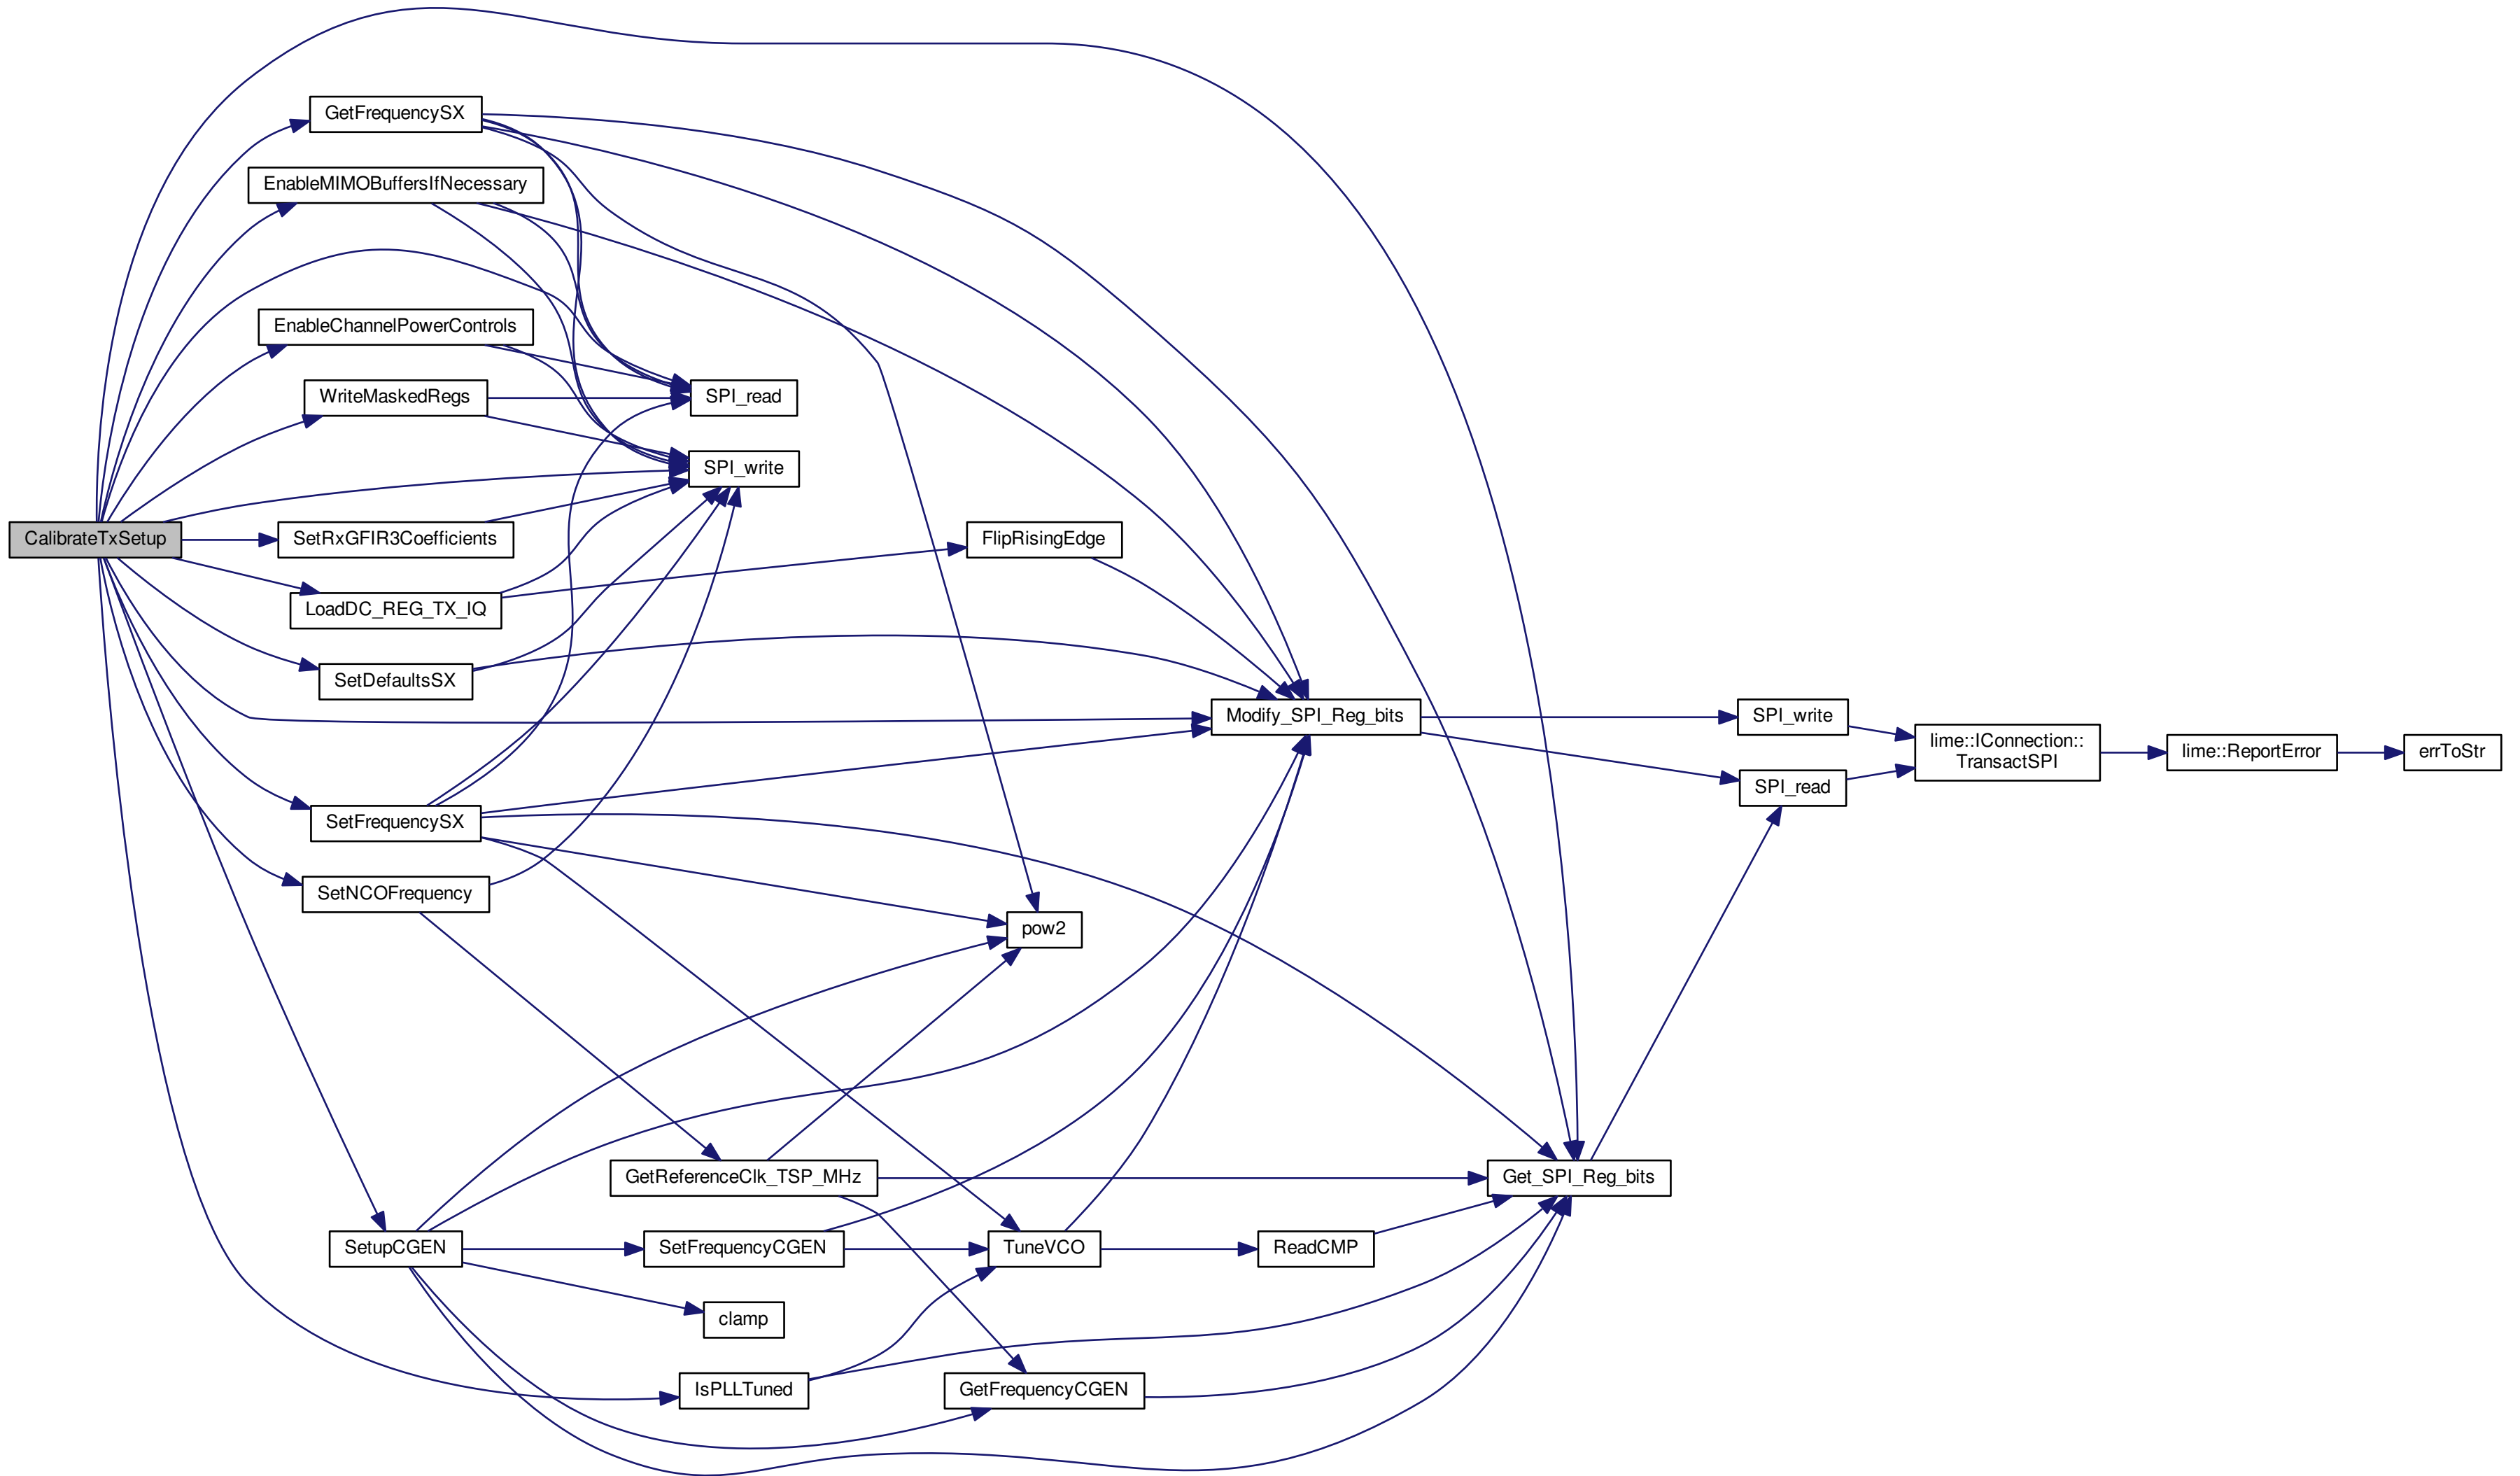 GetFrequencySX
EnableMIMOBuffersIfNecessary
EnableChannelPowerControls
WriteMaskedRegs
SPI_read
SPI_write
CalibrateTxSetup
SetRxGFIR3Coefficients
FlipRisingEdge
LoadDC_REG_TX_IQ
SetDefaultsSX
Modify_SPI_Reg_bits
SPI_write
lime::IConnection::
TransactSPI
lime::ReportError
errToStr
SPI_read
SetFrequencySX
SetNCOFrequency
pow2
GetReferenceClk_TSP_MHz
Get_SPI_Reg_bits
SetupCGEN
SetFrequencyCGEN
TuneVCO
ReadCMP
clamp
IsPLLTuned
GetFrequencyCGEN